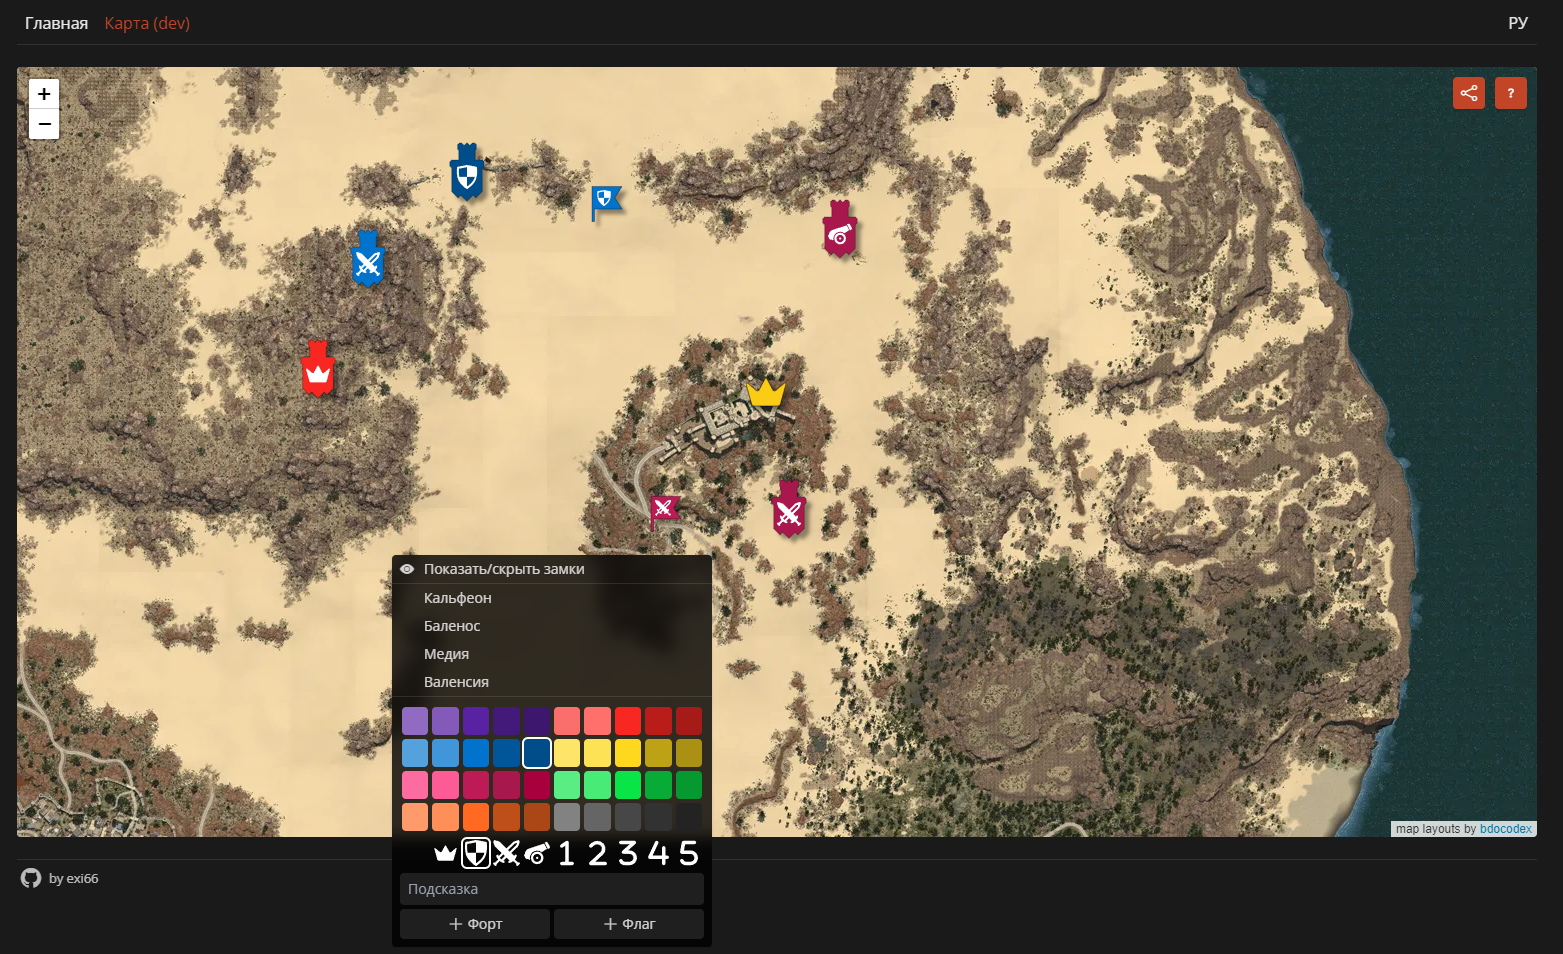 Главная Карта (dev) РУ
+
−
?
Показать/скрыть замки
Кальфеон
Баленос
Медия
Валенсия
1 2 3 4 5
Подсказка
+ Форт + Флаг
map layouts by bdocodex
by exi66